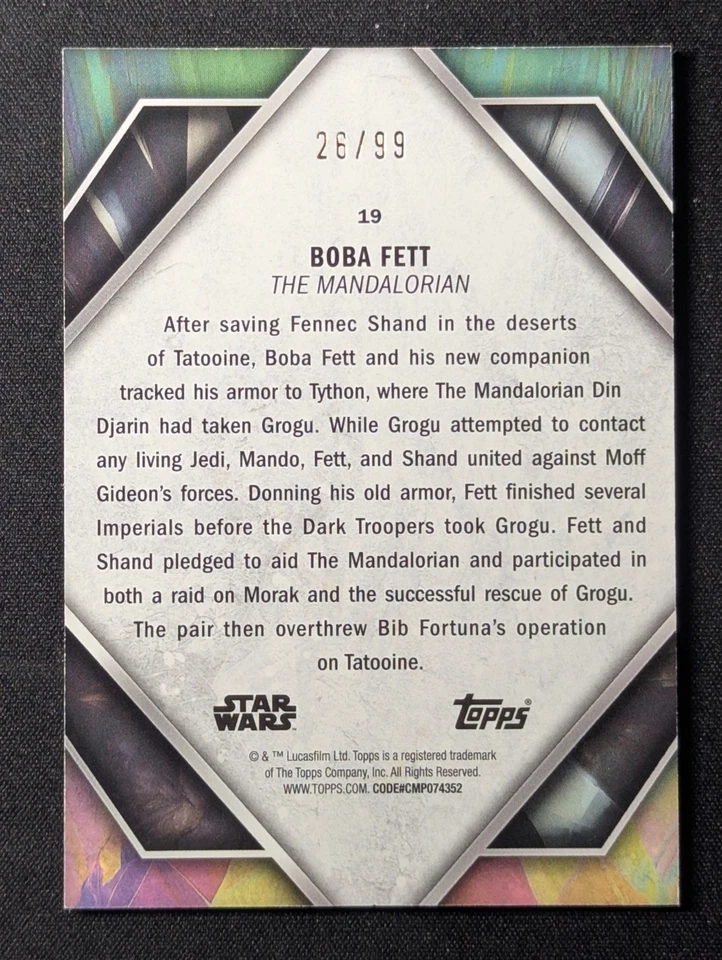 26/99
19
BOBA FETT
THE MANDALORIAN
After saving Fennec Shand in the deserts
of Tatooine, Boba Fett and his new companion
tracked his armor to Tython, where The Mandalorian Din
Djarin had taken Grogu. While Grogu attempted to contact
any living Jedi, Mando, Fett, and Shand united against Moff
Gideon's forces. Donning his old armor, Fett finished several
Imperials before the Dark Troopers took Grogu. Fett and
Shand pledged to aid The Mandalorian and participated in
both a raid on Morak and the successful rescue of Grogu.
The pair then overthrew Bib Fortuna's operation
on Tatooine.
STAR WARS™ Topps®
© & ™ Lucasfilm Ltd. Topps is a registered trademark
of The Topps Company, Inc. All Rights Reserved.
WWW.TOPPS.COM. CODE#CMP074352